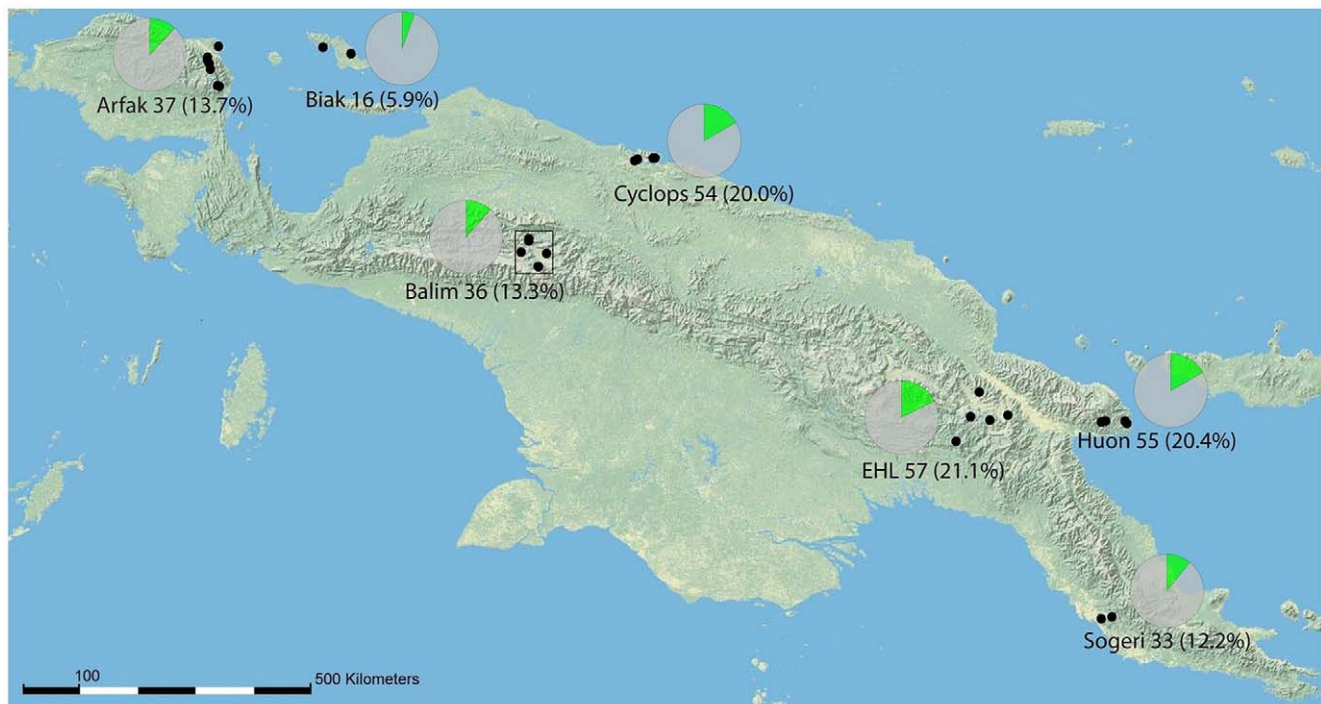 Arfak 37 (13.7%)
Biak 16 (5.9%)
Cyclops 54 (20.0%)
Balim 36 (13.3%)
Huon 55 (20.4%)
EHL 57 (21.1%)
Sogeri 33 (12.2%)
100
500 Kilometers